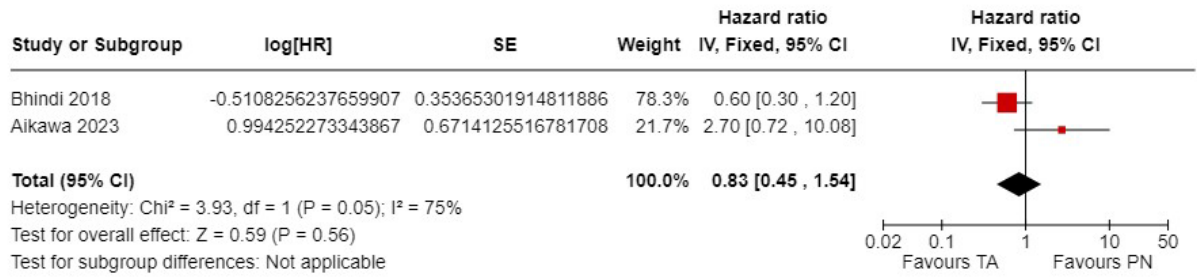 Hazard ratio Hazard ratio
Study or Subgroup log[HR] SE Weight IV, Fixed, 95% CI IV, Fixed, 95% CI
Bhindi 2018 -0.5108256237659907 0.35365301914811886 78.3% 0.60 [0.30 , 1.20]
Aikawa 2023 0.994252273343867 0.6714125516781708 21.7% 2.70 [0.72 , 10.08]
Total (95% CI) 100.0% 0.83 [0.45 , 1.54]
Heterogeneity: Chi² = 3.93, df = 1 (P = 0.05); I² = 75%
Test for overall effect: Z = 0.59 (P = 0.56)
Test for subgroup differences: Not applicable
0.02 0.1 1 10 50
Favours TA Favours PN